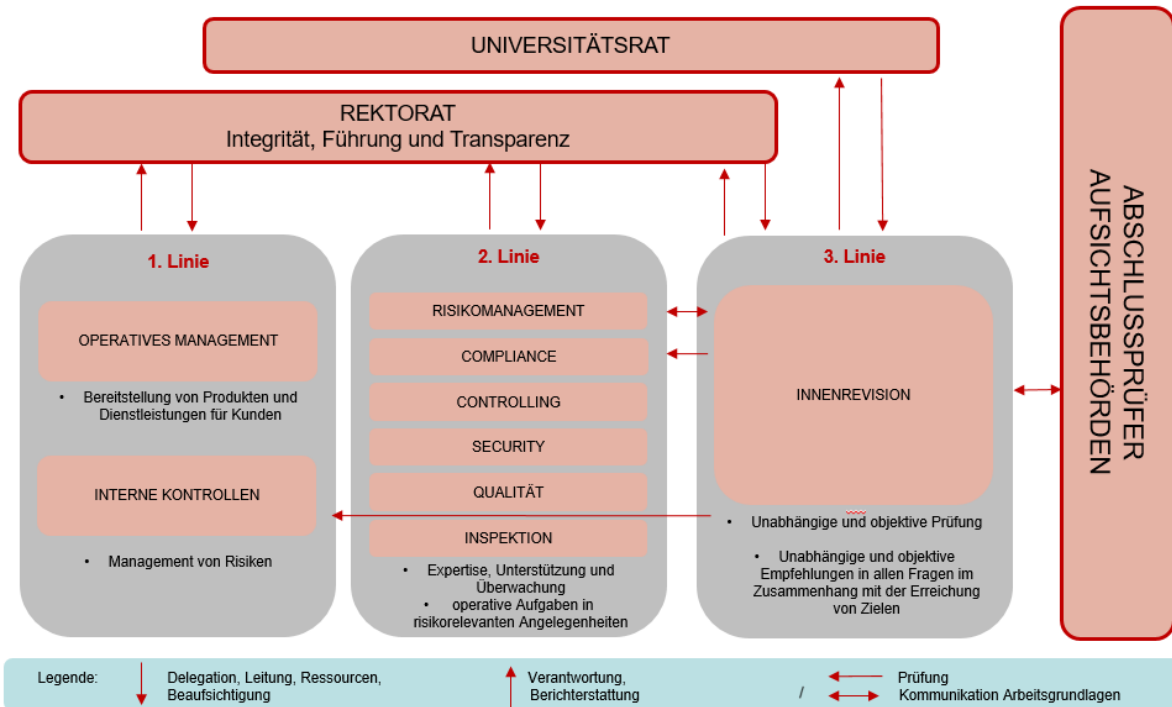 UNIVERSITÄTSRAT
REKTORAT
Integrität, Führung und Transparenz
ABSCHLUSSPRÜFER
AUFSICHTSBEHÖRDEN
1. Linie
OPERATIVES MANAGEMENT
• Bereitstellung von Produkten und
Dienstleistungen für Kunden
INTERNE KONTROLLEN
• Management von Risiken
2. Linie
RISIKOMANAGEMENT
COMPLIANCE
CONTROLLING
SECURITY
QUALITÄT
INSPEKTION
• Expertise, Unterstützung und
Überwachung
• operative Aufgaben in
risikorelevanten Angelegenheiten
3. Linie
INNENREVISION
• Unabhängige und objektive Prüfung
• Unabhängige und objektive
Empfehlungen in allen Fragen im
Zusammenhang mit der Erreichung
von Zielen
Legende:
Delegation, Leitung, Ressourcen,
Beaufsichtigung
Verantwortung,
Berichterstattung
/
Prüfung
Kommunikation Arbeitsgrundlagen